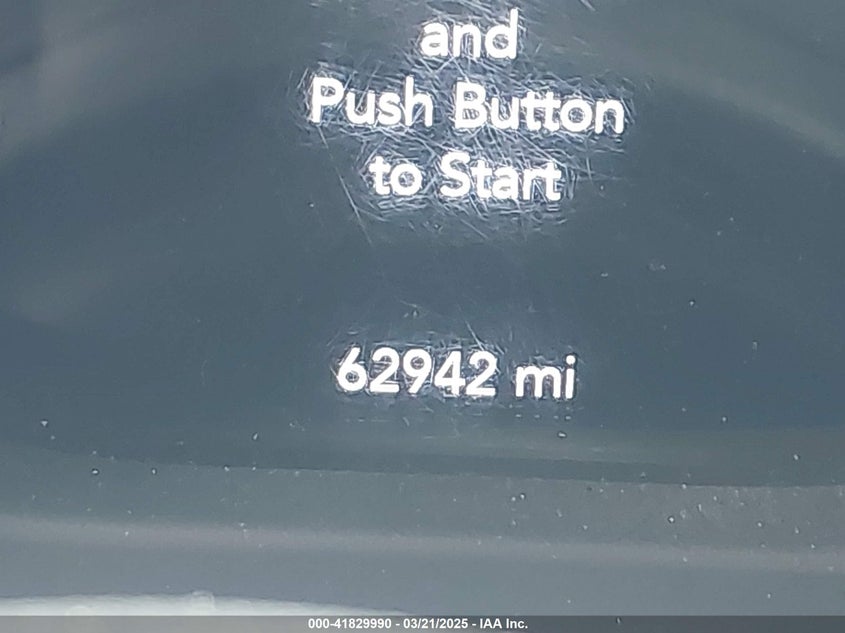 and
Push Button
to Start
62942 mi
000-41829990 - 03/21/2025 - IAA Inc.